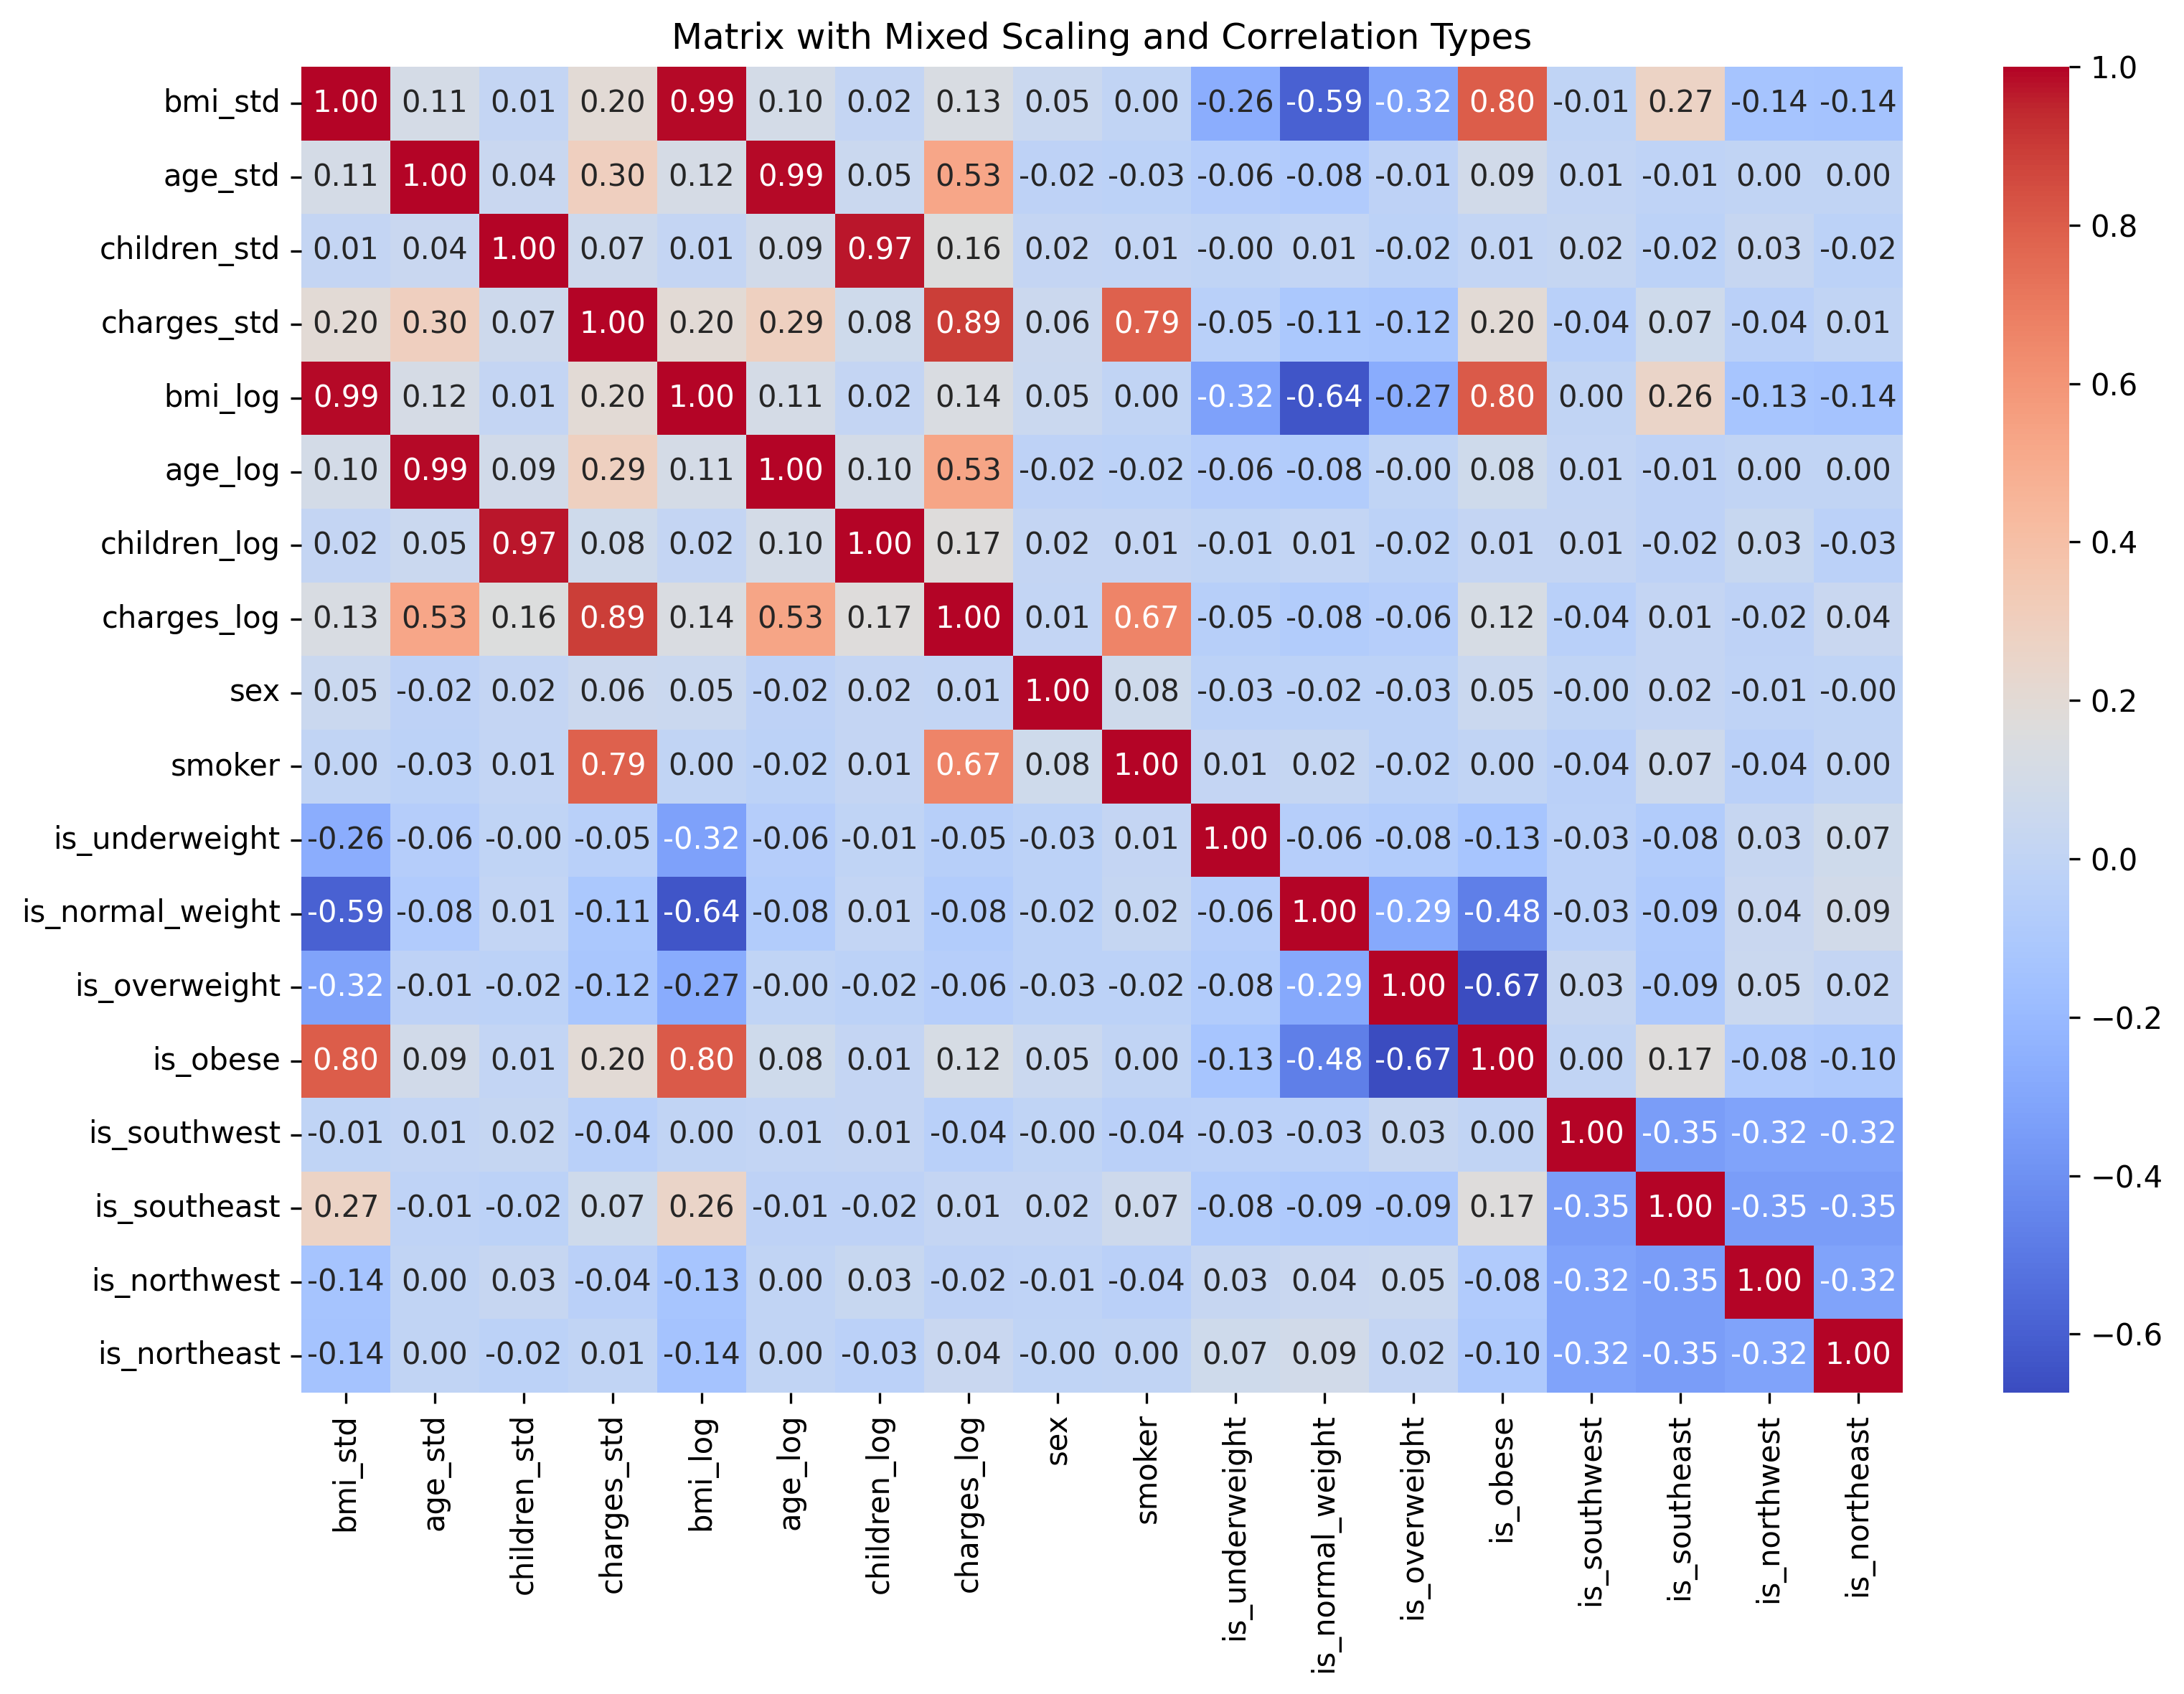 Matrix with Mixed Scaling and Correlation Types
bmi_std 1.00 0.11 0.01 0.20 0.99 0.10 0.02 0.13 0.05 0.00 -0.26 -0.59 -0.32 0.80 -0.01 0.27 -0.14 -0.14
age_std 0.11 1.00 0.04 0.30 0.12 0.99 0.05 0.53 -0.02 -0.03 -0.06 -0.08 -0.01 0.09 0.01 -0.01 0.00 0.00
children_std 0.01 0.04 1.00 0.07 0.01 0.09 0.97 0.16 0.02 0.01 -0.00 0.01 -0.02 0.01 0.02 -0.02 0.03 -0.02
charges_std 0.20 0.30 0.07 1.00 0.20 0.29 0.08 0.89 0.06 0.79 -0.05 -0.11 -0.12 0.20 -0.04 0.07 -0.04 0.01
bmi_log 0.99 0.12 0.01 0.20 1.00 0.11 0.02 0.14 0.05 0.00 -0.32 -0.64 -0.27 0.80 0.00 0.26 -0.13 -0.14
age_log 0.10 0.99 0.09 0.29 0.11 1.00 0.10 0.53 -0.02 -0.02 -0.06 -0.08 -0.00 0.08 0.01 -0.01 0.00 0.00
children_log 0.02 0.05 0.97 0.08 0.02 0.10 1.00 0.17 0.02 0.01 -0.01 0.01 -0.02 0.01 0.01 -0.02 0.03 -0.03
charges_log 0.13 0.53 0.16 0.89 0.14 0.53 0.17 1.00 0.01 0.67 -0.05 -0.08 -0.06 0.12 -0.04 0.01 -0.02 0.04
sex 0.05 -0.02 0.02 0.06 0.05 -0.02 0.02 0.01 1.00 0.08 -0.03 -0.02 -0.03 0.05 -0.00 0.02 -0.01 -0.00
smoker 0.00 -0.03 0.01 0.79 0.00 -0.02 0.01 0.67 0.08 1.00 0.01 0.02 -0.02 0.00 -0.04 0.07 -0.04 0.00
is_underweight -0.26 -0.06 -0.00 -0.05 -0.32 -0.06 -0.01 -0.05 -0.03 0.01 1.00 -0.06 -0.08 -0.13 -0.03 -0.08 0.03 0.07
is_normal_weight -0.59 -0.08 0.01 -0.11 -0.64 -0.08 0.01 -0.08 -0.02 0.02 -0.06 1.00 -0.29 -0.48 -0.03 -0.09 0.04 0.09
is_overweight -0.32 -0.01 -0.02 -0.12 -0.27 -0.00 -0.02 -0.06 -0.03 -0.02 -0.08 -0.29 1.00 -0.67 0.03 -0.09 0.05 0.02
is_obese 0.80 0.09 0.01 0.20 0.80 0.08 0.01 0.12 0.05 0.00 -0.13 -0.48 -0.67 1.00 0.00 0.17 -0.08 -0.10
is_southwest -0.01 0.01 0.02 -0.04 0.00 0.01 0.01 -0.04 -0.00 -0.04 -0.03 -0.03 0.03 0.00 1.00 -0.35 -0.32 -0.32
is_southeast 0.27 -0.01 -0.02 0.07 0.26 -0.01 -0.02 0.01 0.02 0.07 -0.08 -0.09 -0.09 0.17 -0.35 1.00 -0.35 -0.35
is_northwest -0.14 0.00 0.03 -0.04 -0.13 0.00 0.03 -0.02 -0.01 -0.04 0.03 0.04 0.05 -0.08 -0.32 -0.35 1.00 -0.32
is_northeast -0.14 0.00 -0.02 0.01 -0.14 0.00 -0.03 0.04 -0.00 0.00 0.07 0.09 0.02 -0.10 -0.32 -0.35 -0.32 1.00
bmi_std age_std children_std charges_std bmi_log age_log children_log charges_log sex smoker is_underweight is_normal_weight is_overweight is_obese is_southwest is_southeast is_northwest is_northeast
1.0
0.8
0.6
0.4
0.2
0.0
−0.2
−0.4
−0.6